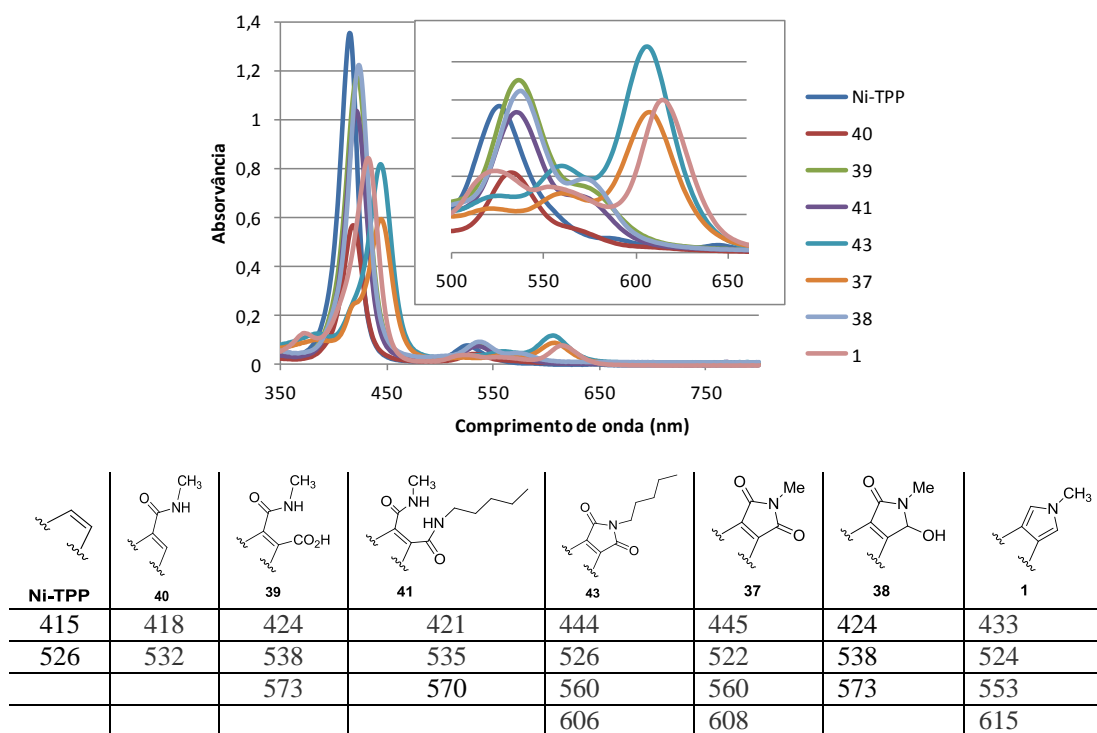 1,4
1,2
1
0,8
0,6
0,4
0,2
0
Absorvância
350
450
550
650
750
Comprimento de onda (nm)
500
550
600
650
Ni-TPP
40
39
41
43
37
38
1
O
CH3
NH
O
CH3
NH
CO2H
CH3
O
NH
HN
O
O
N
O
O
Me
N
O
O
Me
N
OH
CH3
N
Ni-TPP 40 39 41 43 37 38 1
415 418 424 421 444 445 424 433
526 532 538 535 526 522 538 524
573 570 560 560 573 553
606 608 615